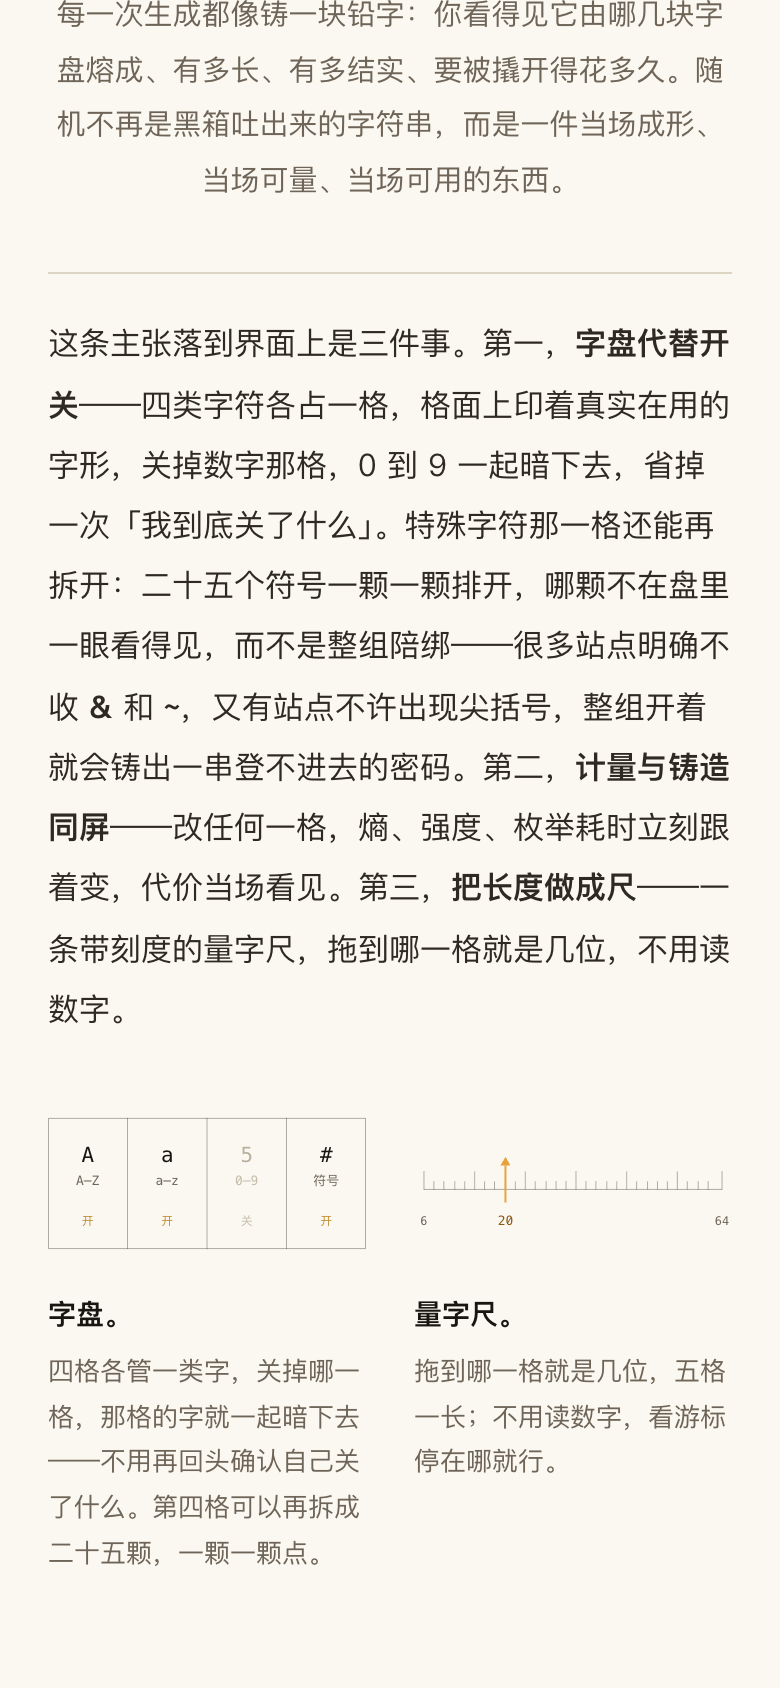 每一次生成都像铸一块铅字：你看得见它由哪几块字
盘熔成、有多长、有多结实、要被撬开得花多久。随
机不再是黑箱吐出来的字符串，而是一件当场成形、
当场可量、当场可用的东西。
这条主张落到界面上是三件事。第一，字盘代替开
关——四类字符各占一格，格面上印着真实在用的
字形，关掉数字那格，0 到 9 一起暗下去，省掉
一次「我到底关了什么」。特殊字符那一格还能再
拆开：二十五个符号一颗一颗排开，哪颗不在盘里
一眼看得见，而不是整组陪绑——很多站点明确不
收 & 和 ~，又有站点不许出现尖括号，整组开着
就会铸出一串登不进去的密码。第二，计量与铸造
同屏——改任何一格，熵、强度、枚举耗时立刻跟
着变，代价当场看见。第三，把长度做成尺——一
条带刻度的量字尺，拖到哪一格就是几位，不用读
数字。
A a 5 #
A–Z a–z 0–9 符号
开 开 关 开
6 20 64
字盘。
四格各管一类字，关掉哪一
格，那格的字就一起暗下去
——不用再回头确认自己关
了什么。第四格可以再拆成
二十五颗，一颗一颗点。
量字尺。
拖到哪一格就是几位，五格
一长；不用读数字，看游标
停在哪就行。